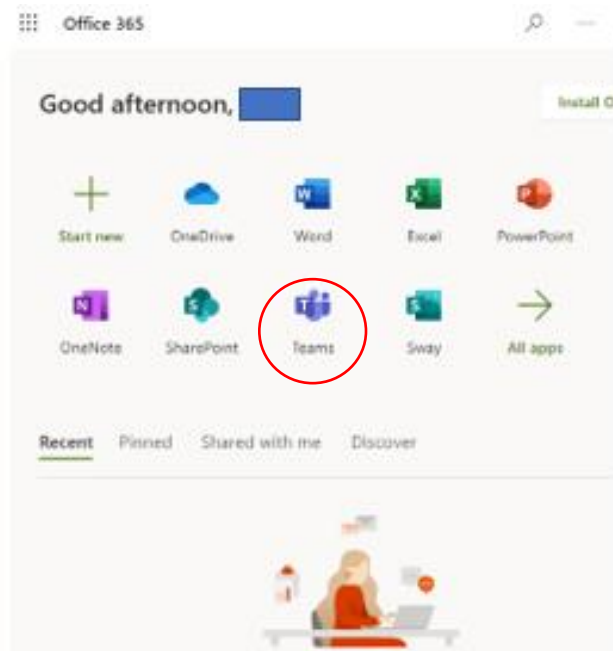 Office 365
Good afternoon,
Install O
Start new OneDrive Word Excel PowerPoint
OneNote SharePoint Teams Sway All apps
Recent Pinned Shared with me Discover